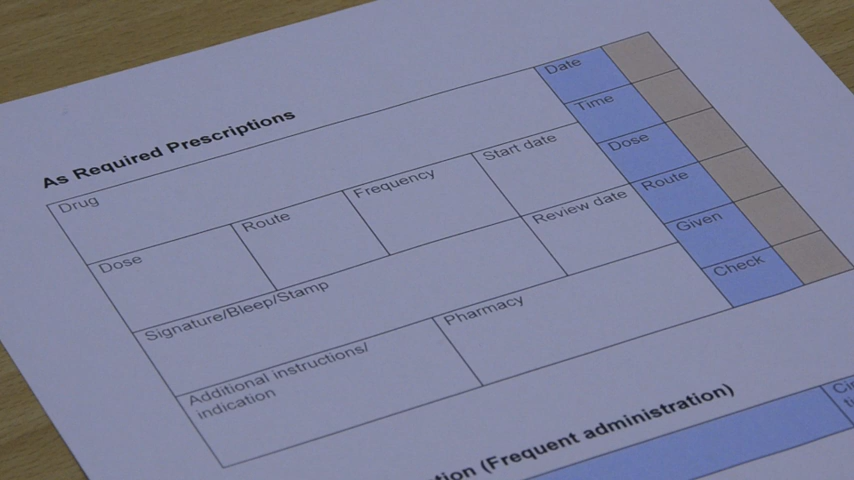 As Required Prescriptions
Drug
Date
Time
Dose
Route
Given
Check
Dose
Route
Frequency
Start date
Signature/Bleep/Stamp
Review date
Additional instructions/
indication
Pharmacy
(Frequent administration)